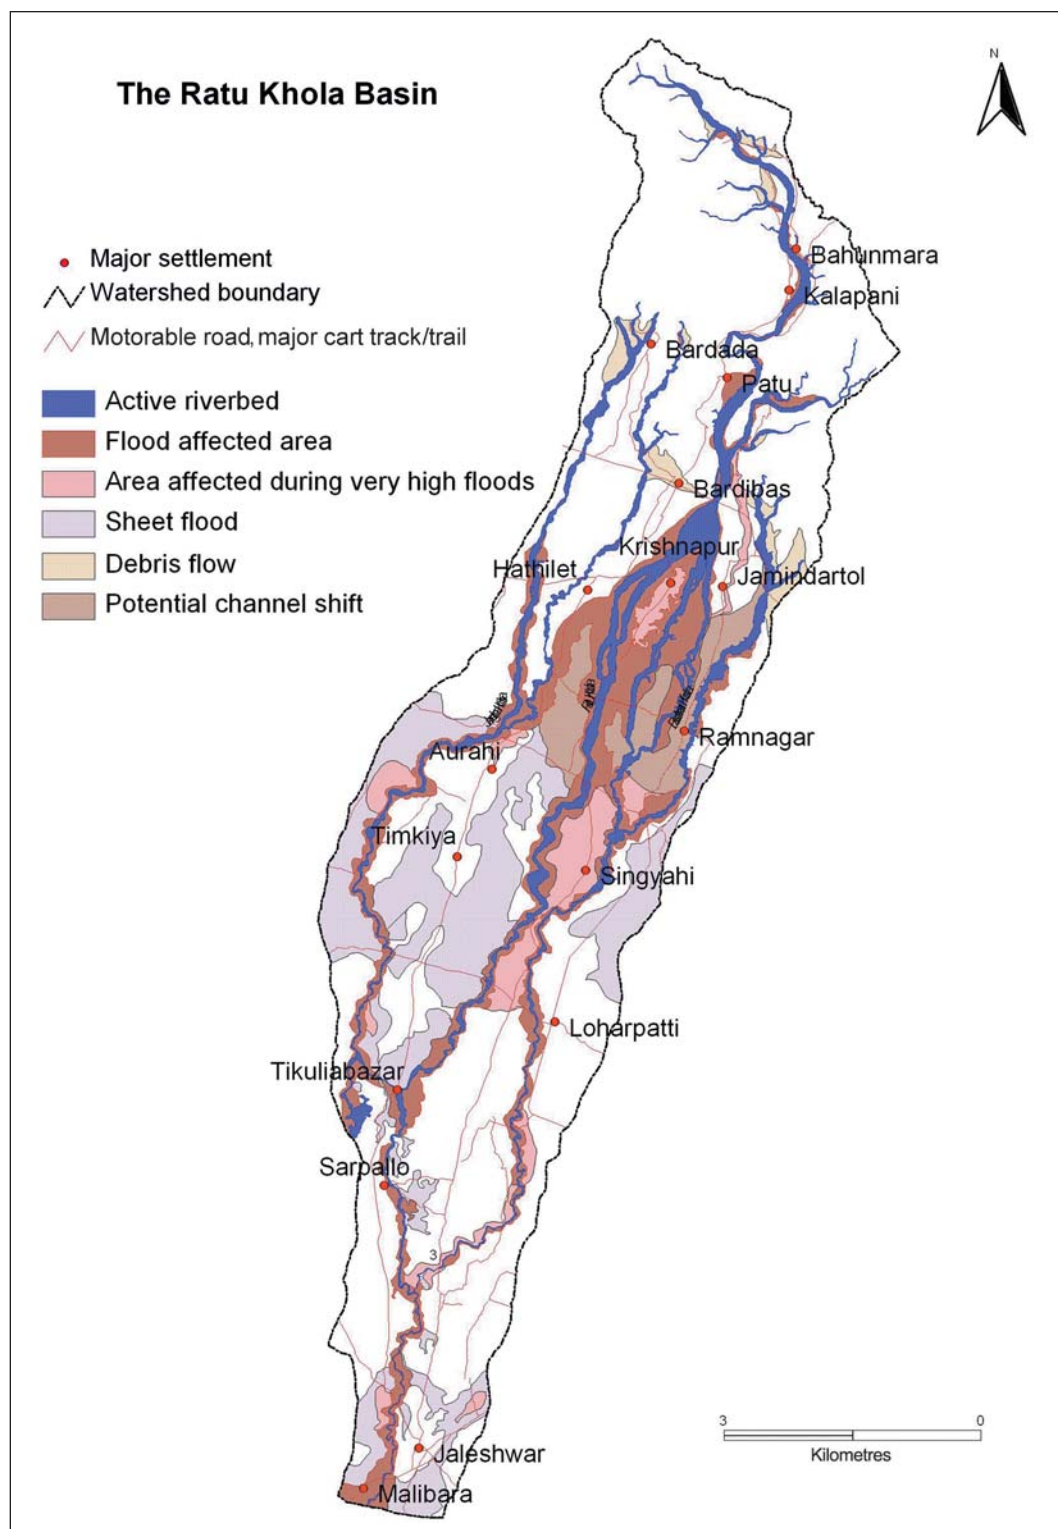 The Ratu Khola Basin
N
Major settlement
Watershed boundary
Motorable road, major cart track/trail
Active riverbed
Flood affected area
Area affected during very high floods
Sheet flood
Debris flow
Potential channel shift
Bahunmara
Kalapani
Bardada
Patu
Bardibas
Krishnapur
Hathilet
Jamindartol
Ramnagar
Aurahi
Timkiya
Singyahi
Loharpatti
Tikuliabazar
Sarpallo
3
Jaleshwar
Malibara
3 0
Kilometres